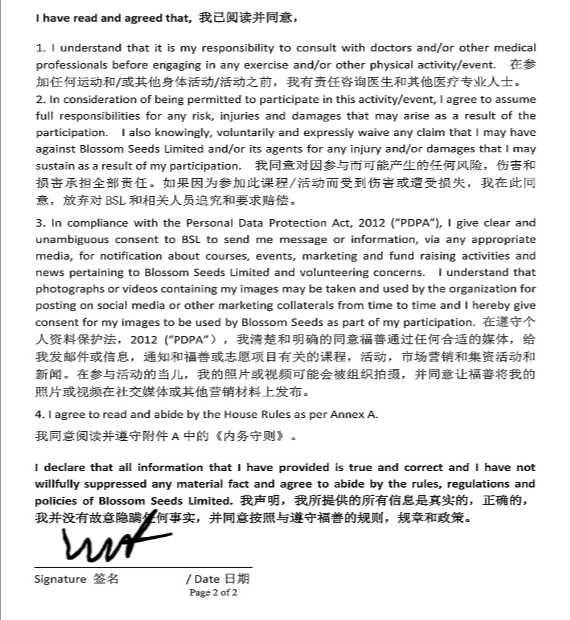 I have read and agreed that, 我已阅读并同意，
1. I understand that it is my responsibility to consult with doctors and/or other medical
professionals before engaging in any exercise and/or other physical activity/event. 在参
加任何运动和/或其他身体活动/活动之前，我有责任咨询医生和其他医疗专业人士。
2. In consideration of being permitted to participate in this activity/event, I agree to assume
full responsibilities for any risk, injuries and damages that may arise as a result of the
participation. I also knowingly, voluntarily and expressly waive any claim that I may have
against Blossom Seeds Limited and/or its agents for any injury and/or damages that I may
sustain as a result of my participation. 我同意对因参与而可能产生的任何风险，伤害和
损害承担全部责任。如果因为参加此课程/活动而受到伤害或遭受损失，我在此同
意，放弃对 BSL 和相关人员追究和要求赔偿。
3. In compliance with the Personal Data Protection Act, 2012 (“PDPA”), I give clear and
unambiguous consent to BSL to send me message or information, via any appropriate
media, for notification about courses, events, marketing and fund raising activities and
news pertaining to Blossom Seeds Limited and volunteering concerns. I understand that
photographs or videos containing my images may be taken and used by the organization for
posting on social media or other marketing collaterals from time to time and I hereby give
consent for my images to be used by Blossom Seeds as part of my participation. 在遵守个
人资料保护法，2012 (“PDPA”），我清楚和明确的同意福善通过任何合适的媒体，给
我发邮件或信息，通知和福善或志愿项目有关的课程，活动，市场营销和集资活动和
新闻。在参与活动的当儿，我的照片或视频可能会被组织拍摄，并同意让福善将我的
照片或视频在社交媒体或其他营销材料上发布。
4. I agree to read and abide by the House Rules as per Annex A.
我同意阅读并遵守附件 A 中的《内务守则》。
I declare that all information that I have provided is true and correct and I have not
willfully suppressed any material fact and agree to abide by the rules, regulations and
policies of Blossom Seeds Limited. 我声明，我所提供的所有信息是真实的，正确的，
我并没有故意隐瞒任何事实，并同意按照与遵守福善的规则，规章和政策。
Signature 签名 / Date 日期
Page 2 of 2